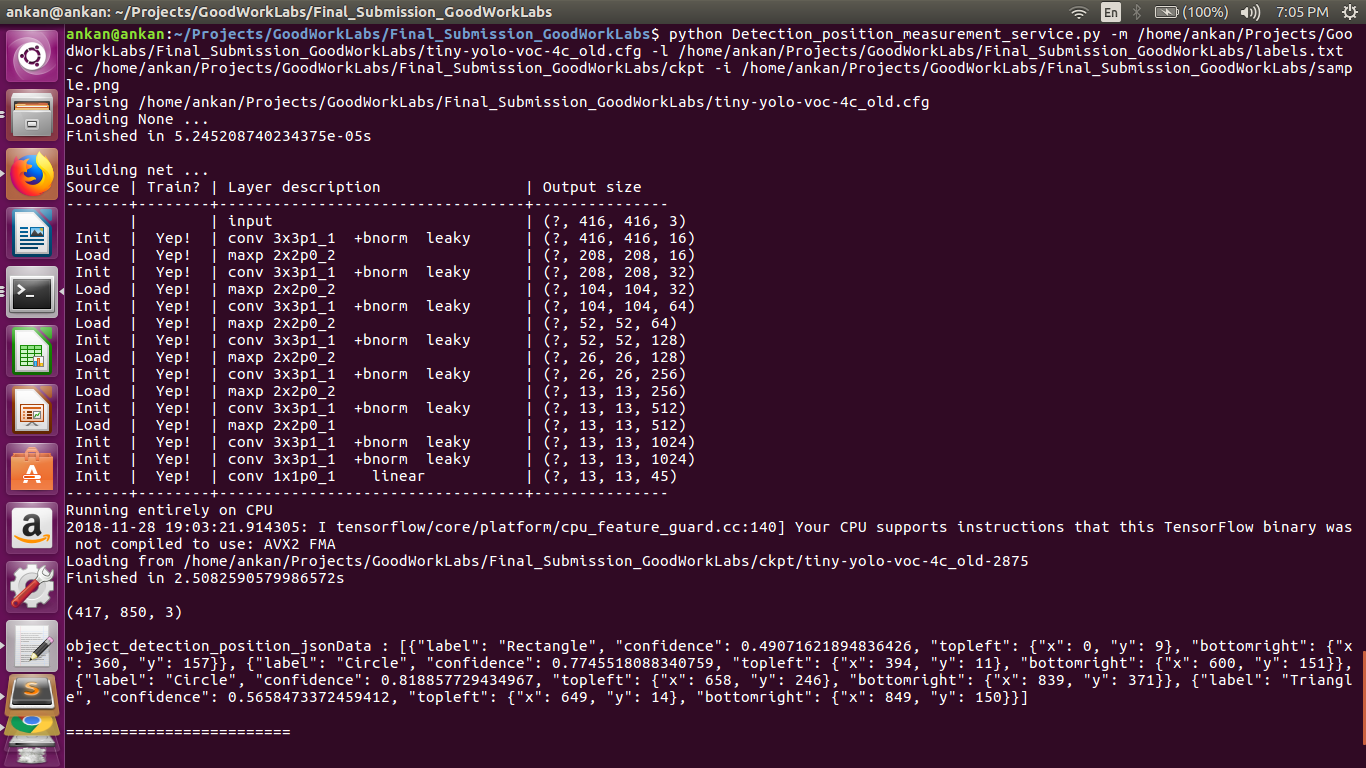 ankan@ankan: ~/Projects/GoodWorkLabs/Final_Submission_GoodWorkLabs
En
(100%)
7:05 PM
ankan@ankan:~/Projects/GoodWorkLabs/Final_Submission_GoodWorkLabs$ python Detection_position_measurement_service.py -m /home/ankan/Projects/Goo
dWorkLabs/Final_Submission_GoodWorkLabs/tiny-yolo-voc-4c_old.cfg -l /home/ankan/Projects/GoodWorkLabs/Final_Submission_GoodWorkLabs/labels.txt
-c /home/ankan/Projects/GoodWorkLabs/Final_Submission_GoodWorkLabs/ckpt -i /home/ankan/Projects/GoodWorkLabs/Final_Submission_GoodWorkLabs/samp
le.png
Parsing /home/ankan/Projects/GoodWorkLabs/Final_Submission_GoodWorkLabs/tiny-yolo-voc-4c_old.cfg
Loading None ...
Finished in 5.245208740234375e-05s
Building net ...
Source | Train? | Layer description                | Output size
-------+--------+----------------------------------+---------------
       |        | input                            | (?, 416, 416, 3)
 Init  |  Yep!  | conv 3x3p1_1  +bnorm  leaky      | (?, 416, 416, 16)
 Load  |  Yep!  | maxp 2x2p0_2                     | (?, 208, 208, 16)
 Init  |  Yep!  | conv 3x3p1_1  +bnorm  leaky      | (?, 208, 208, 32)
 Load  |  Yep!  | maxp 2x2p0_2                     | (?, 104, 104, 32)
 Init  |  Yep!  | conv 3x3p1_1  +bnorm  leaky      | (?, 104, 104, 64)
 Load  |  Yep!  | maxp 2x2p0_2                     | (?, 52, 52, 64)
 Init  |  Yep!  | conv 3x3p1_1  +bnorm  leaky      | (?, 52, 52, 128)
 Load  |  Yep!  | maxp 2x2p0_2                     | (?, 26, 26, 128)
 Init  |  Yep!  | conv 3x3p1_1  +bnorm  leaky      | (?, 26, 26, 256)
 Load  |  Yep!  | maxp 2x2p0_2                     | (?, 13, 13, 256)
 Init  |  Yep!  | conv 3x3p1_1  +bnorm  leaky      | (?, 13, 13, 512)
 Load  |  Yep!  | maxp 2x2p0_1                     | (?, 13, 13, 512)
 Init  |  Yep!  | conv 3x3p1_1  +bnorm  leaky      | (?, 13, 13, 1024)
 Init  |  Yep!  | conv 3x3p1_1  +bnorm  leaky      | (?, 13, 13, 1024)
 Init  |  Yep!  | conv 1x1p0_1    linear           | (?, 13, 13, 45)
-------+--------+----------------------------------+---------------
Running entirely on CPU
2018-11-28 19:03:21.914305: I tensorflow/core/platform/cpu_feature_guard.cc:140] Your CPU supports instructions that this TensorFlow binary was
 not compiled to use: AVX2 FMA
Loading from /home/ankan/Projects/GoodWorkLabs/Final_Submission_GoodWorkLabs/ckpt/tiny-yolo-voc-4c_old-2875
Finished in 2.5082590579986572s
(417, 850, 3)
object_detection_position_jsonData : [{"label": "Rectangle", "confidence": 0.49071621894836426, "topleft": {"x": 0, "y": 9}, "bottomright": {"x
": 360, "y": 157}}, {"label": "Circle", "confidence": 0.7745518088340759, "topleft": {"x": 394, "y": 11}, "bottomright": {"x": 600, "y": 151}},
 {"label": "Circle", "confidence": 0.818857729434967, "topleft": {"x": 658, "y": 246}, "bottomright": {"x": 839, "y": 371}}, {"label": "Triangl
e", "confidence": 0.5658473372459412, "topleft": {"x": 649, "y": 14}, "bottomright": {"x": 849, "y": 150}}]
=========================